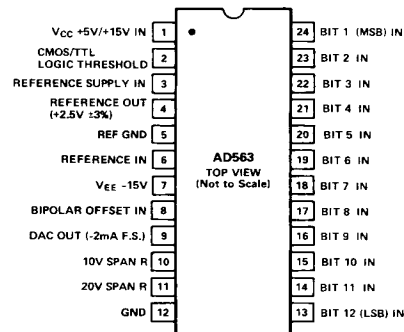 VCC +5V/+15V IN 1
CMOS/TTL
LOGIC THRESHOLD 2
REFERENCE SUPPLY IN 3
REFERENCE OUT
(+2.5V ±3%) 4
REF GND 5
REFERENCE IN 6
VEE -15V 7
BIPOLAR OFFSET IN 8
DAC OUT (-2mA F.S.) 9
10V SPAN R 10
20V SPAN R 11
GND 12
AD563
TOP VIEW
(Not to Scale)
24 BIT 1 (MSB) IN
23 BIT 2 IN
22 BIT 3 IN
21 BIT 4 IN
20 BIT 5 IN
19 BIT 6 IN
18 BIT 7 IN
17 BIT 8 IN
16 BIT 9 IN
15 BIT 10 IN
14 BIT 11 IN
13 BIT 12 (LSB) IN